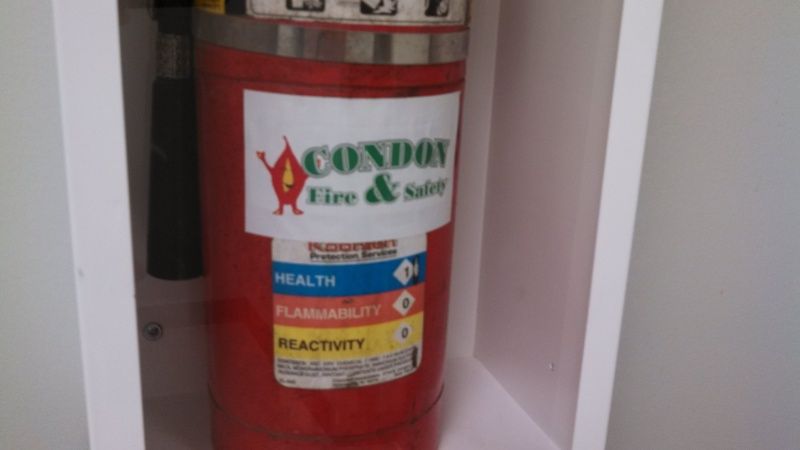 CONDON
Fire & Safety
Protection Services
HEALTH 1
FLAMMABILITY 0
REACTIVITY 0